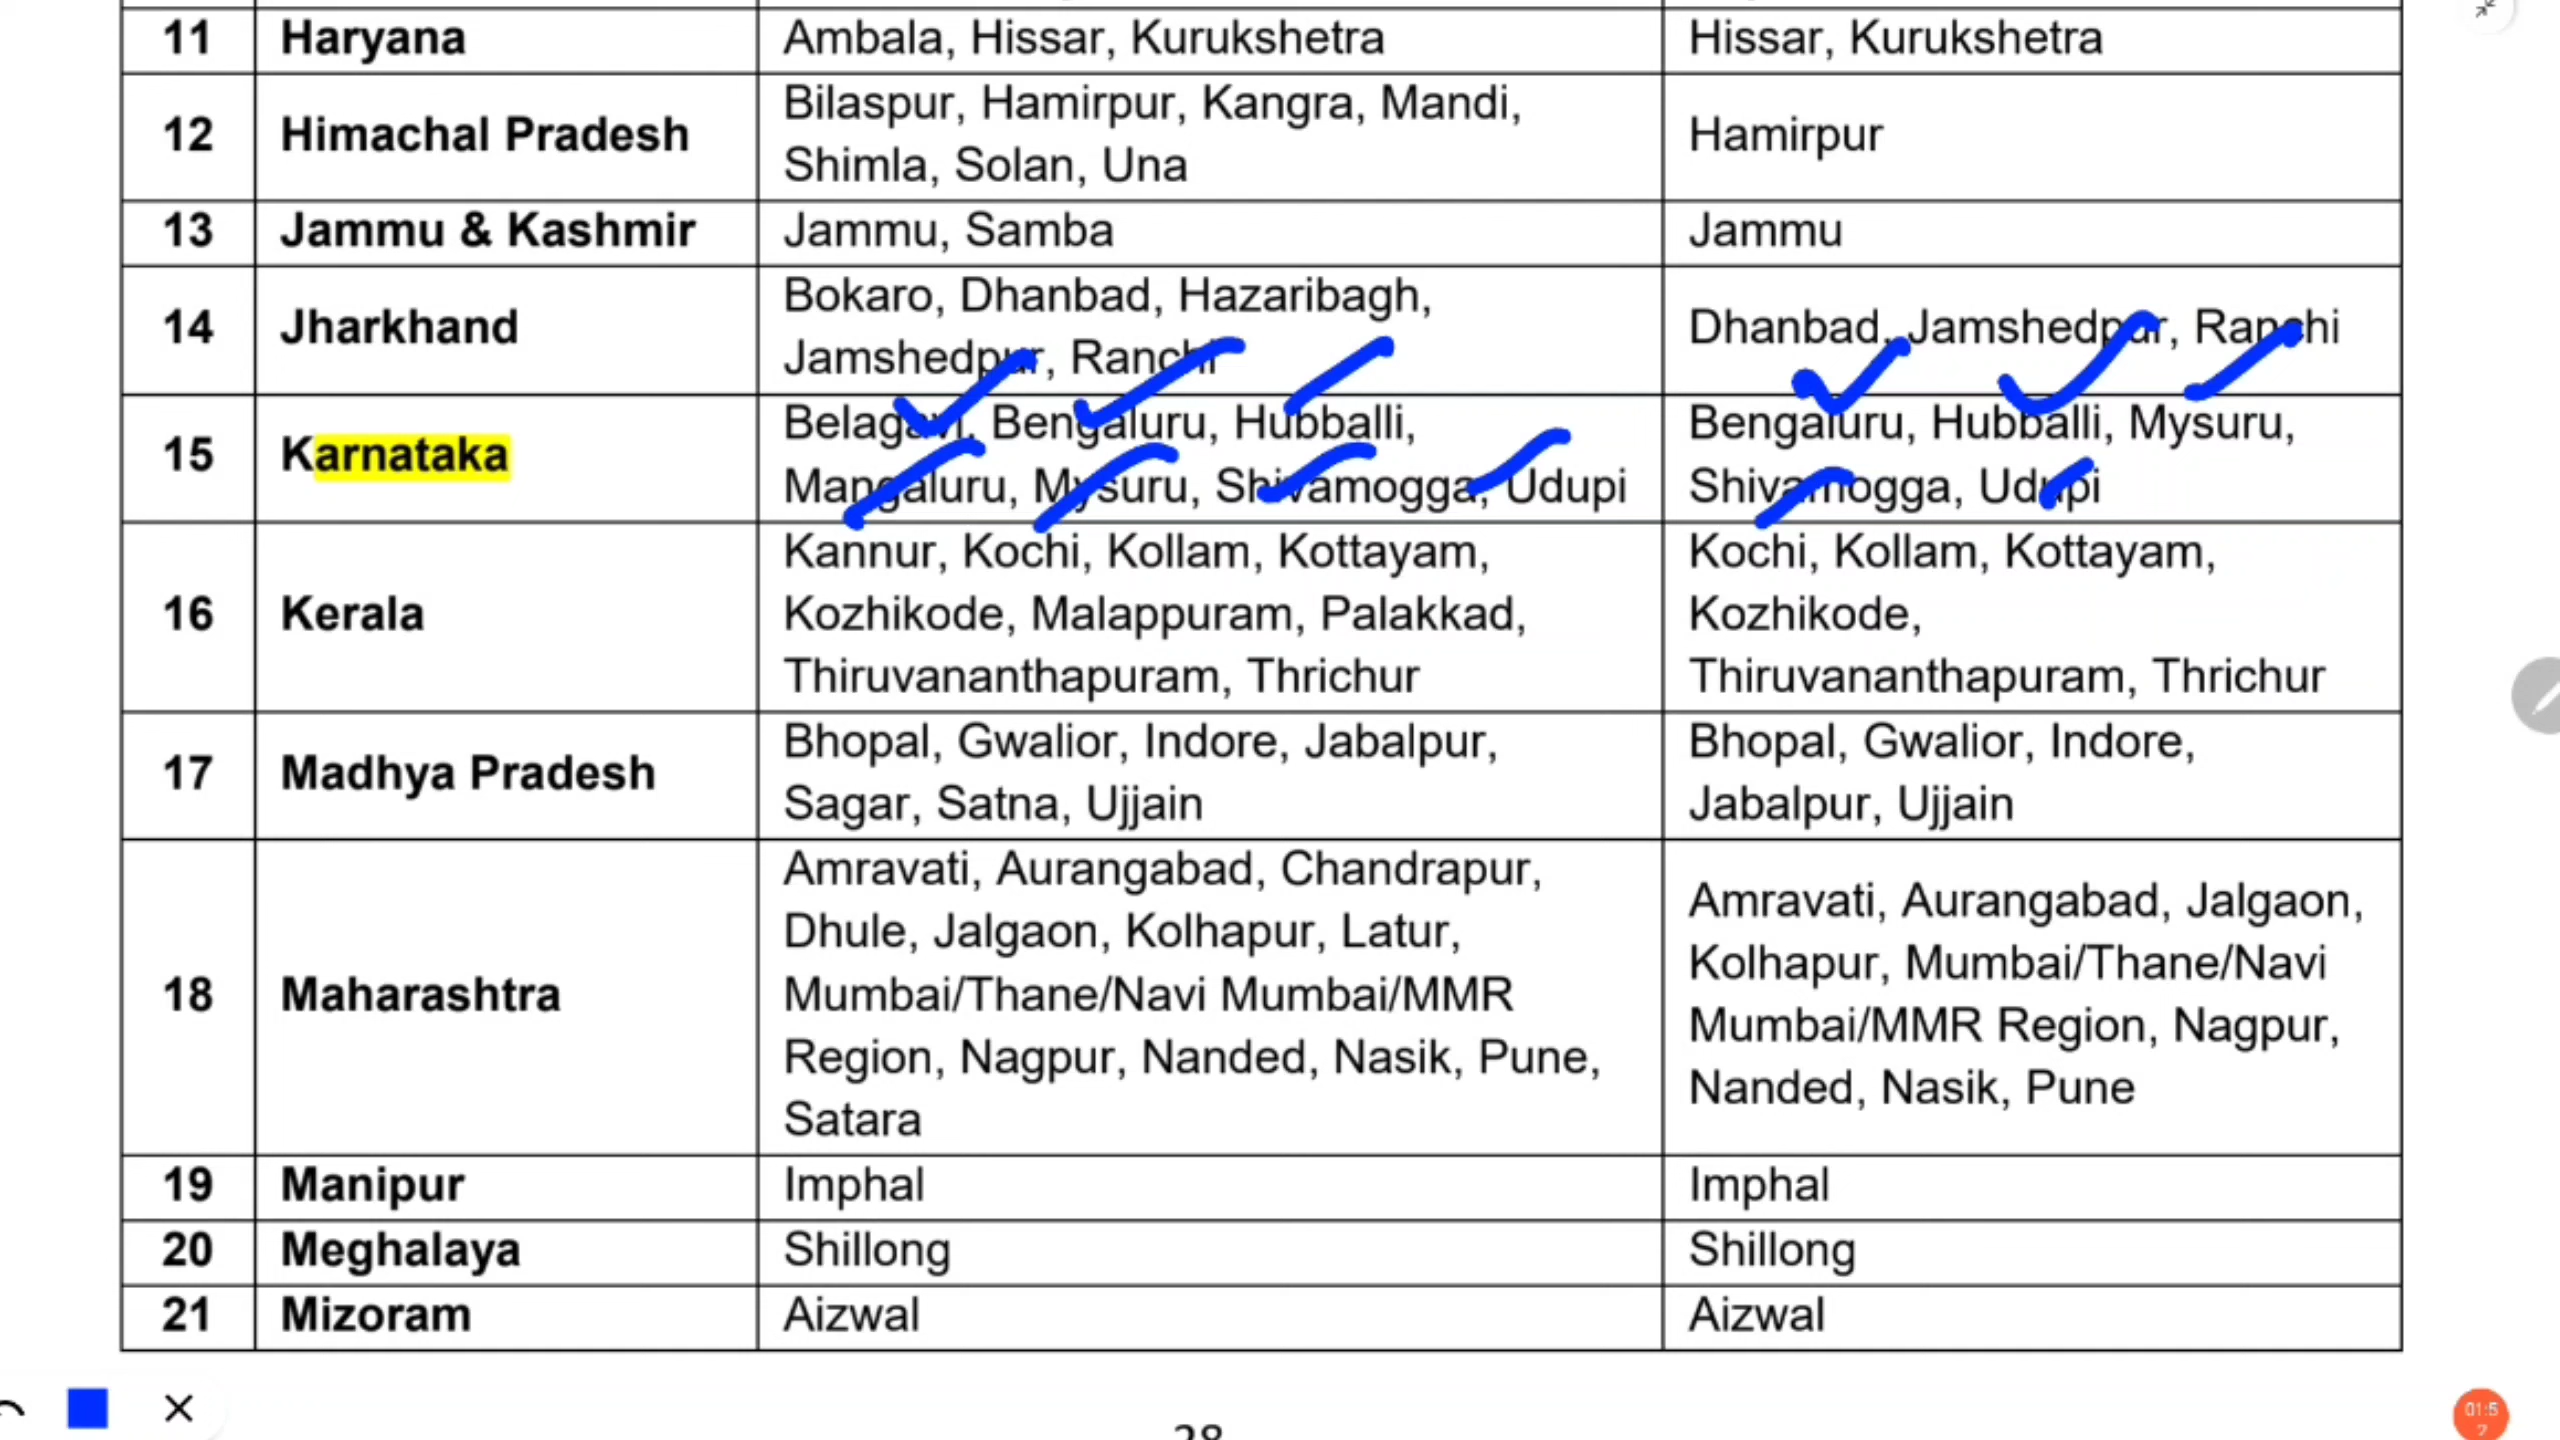 11 Haryana Ambala, Hissar, Kurukshetra Hissar, Kurukshetra
12 Himachal Pradesh Bilaspur, Hamirpur, Kangra, Mandi,
Shimla, Solan, Una Hamirpur
13 Jammu & Kashmir Jammu, Samba Jammu
14 Jharkhand Bokaro, Dhanbad, Hazaribagh,
Jamshedpur, Ranchi Dhanbad, Jamshedpur, Ranchi
15 Karnataka Belagavi, Bengaluru, Hubballi,
Mangaluru, Mysuru, Shivamogga, Udupi Bengaluru, Hubballi, Mysuru,
Shivamogga, Udupi
16 Kerala Kannur, Kochi, Kollam, Kottayam,
Kozhikode, Malappuram, Palakkad,
Thiruvananthapuram, Thrichur Kochi, Kollam, Kottayam,
Kozhikode,
Thiruvananthapuram, Thrichur
17 Madhya Pradesh Bhopal, Gwalior, Indore, Jabalpur,
Sagar, Satna, Ujjain Bhopal, Gwalior, Indore,
Jabalpur, Ujjain
18 Maharashtra Amravati, Aurangabad, Chandrapur,
Dhule, Jalgaon, Kolhapur, Latur,
Mumbai/Thane/Navi Mumbai/MMR
Region, Nagpur, Nanded, Nasik, Pune,
Satara Amravati, Aurangabad, Jalgaon,
Kolhapur, Mumbai/Thane/Navi
Mumbai/MMR Region, Nagpur,
Nanded, Nasik, Pune
19 Manipur Imphal Imphal
20 Meghalaya Shillong Shillong
21 Mizoram Aizwal Aizwal
28
01:5
2